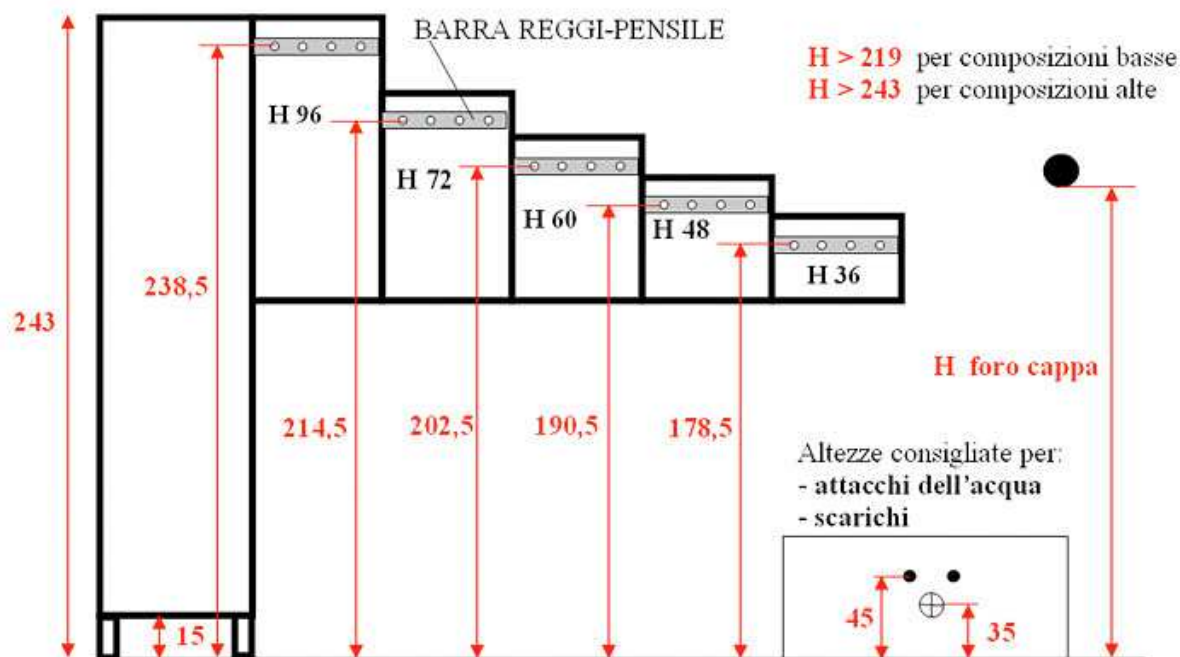 BARRA REGGI-PENSILE
H > 219 per composizioni basse
H > 243 per composizioni alte
H 96
H 72
H 60
H 48
H 36
238,5
243
H foro cappa
214,5
202,5
190,5
178,5
Altezze consigliate per:
- attacchi dell'acqua
- scarichi
15
45
35